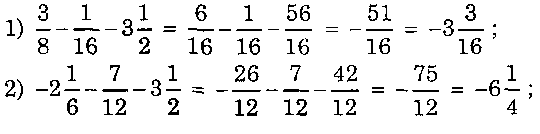 1) 3/8 − 1/16 − 3 1/2 = 6/16 − 1/16 − 56/16 = − 51/16 = −3 3/16 ;
2) −2 1/6 − 7/12 − 3 1/2 = − 26/12 − 7/12 − 42/12 = − 75/12 = −6 1/4 ;